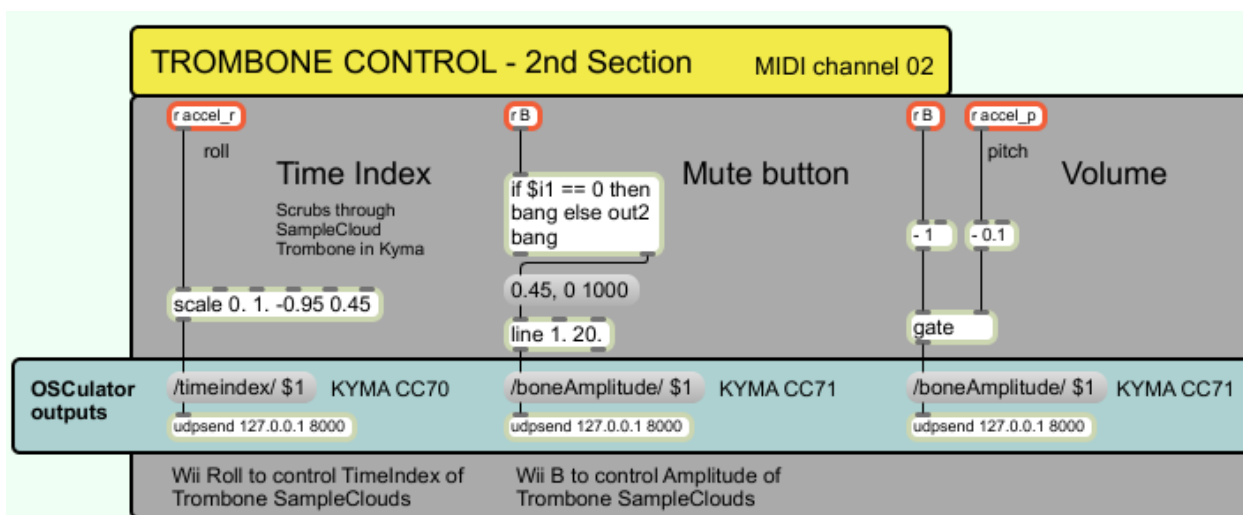 TROMBONE CONTROL - 2nd Section
MIDI channel 02
r accel_r
roll
Time Index
Scrubs through
SampleCloud
Trombone in Kyma
scale 0. 1. -0.95 0.45
r B
if $i1 == 0 then
bang else out2
bang
Mute button
0.45, 0 1000
line 1. 20.
r B
r accel_p
pitch
Volume
- 1
- 0.1
gate
OSCulator
outputs
/timeindex/ $1
KYMA CC70
udpsend 127.0.0.1 8000
/boneAmplitude/ $1
KYMA CC71
udpsend 127.0.0.1 8000
/boneAmplitude/ $1
KYMA CC71
udpsend 127.0.0.1 8000
Wii Roll to control TimeIndex of
Trombone SampleClouds
Wii B to control Amplitude of
Trombone SampleClouds